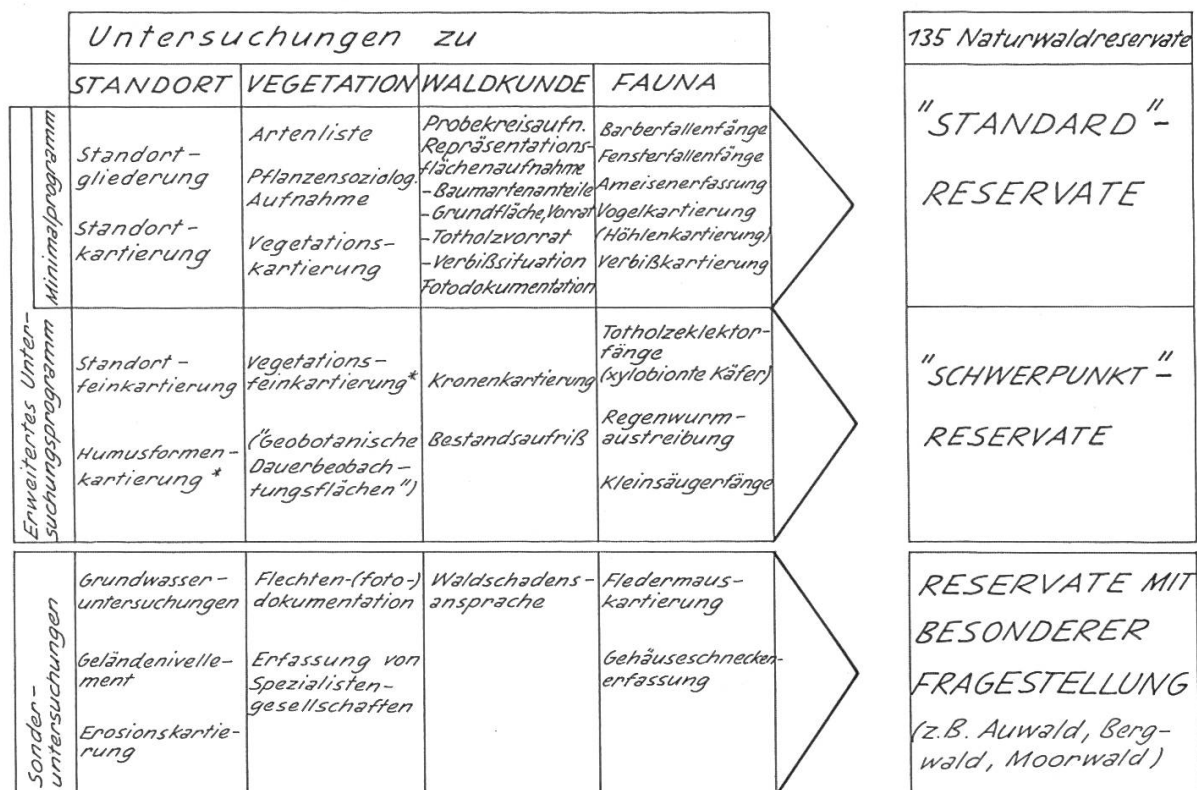 Untersuchungen zu
STANDORT
VEGETATION
WALDKUNDE
FAUNA
135 Naturwaldreservate
Minimalprogramm
Standort-
gliederung
Standort-
kartierung
Artenliste
Pflanzensoziolog.
Aufnahme
Vegetations-
kartierung
Probekreisaufn.
Repräsentations-
flächenaufnahme
-Baumartenanteile
-Grundfläche, Vorrat
-Totholzvorrat
-Verbißsituation
Fotodokumentation
Barberfallenfänge
Fensterfallenfänge
Ameisenerfassung
Vogelkartierung
(Höhlenkartierung)
Verbißkartierung
"STANDARD"-
RESERVATE
Erweitertes Unter-
suchungsprogramm
Standort-
feinkartierung
Humusformen-
kartierung *
Vegetations-
feinkartierung*
("Geobotanische
Dauerbeobach-
tungsflächen")
Kronenkartierung
Bestandsaufriß
Totholzeklektor-
fänge
(xylobionte Käfer)
Regenwurm-
austreibung
Kleinsäugerfänge
"SCHWERPUNKT"-
RESERVATE
Sonder-
untersuchungen
Grundwasser-
untersuchungen
Geländenivelle-
ment
Erosionskartie-
rung
Flechten-(foto-)
dokumentation
Erfassung von
Spezialisten-
gesellschaften
Waldschadens-
ansprache
Fledermaus-
kartierung
Gehäuseschnecken-
erfassung
RESERVATE MIT
BESONDERER
FRAGESTELLUNG
(z.B. Auwald, Berg-
wald, Moorwald)